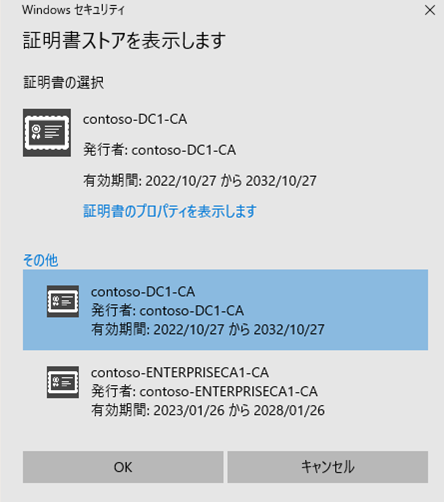 Windows セキュリティ
証明書ストアを表示します
証明書の選択
contoso-DC1-CA
発行者: contoso-DC1-CA
有効期間: 2022/10/27 から 2032/10/27
証明書のプロパティを表示します
その他
contoso-DC1-CA
発行者: contoso-DC1-CA
有効期間: 2022/10/27 から 2032/10/27
contoso-ENTERPRISECA1-CA
発行者: contoso-ENTERPRISECA1-CA
有効期間: 2023/01/26 から 2028/01/26
OK
キャンセル